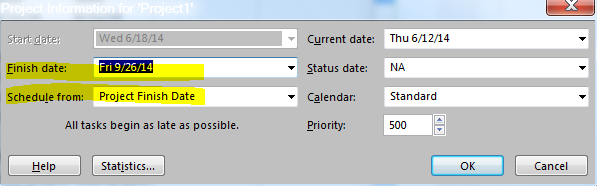 Project Information for 'Project1'
Start date: Wed 6/18/14 Current date: Thu 6/12/14
Finish date: Fri 9/26/14 Status date: NA
Schedule from: Project Finish Date Calendar: Standard
All tasks begin as late as possible. Priority: 500
Help Statistics... OK Cancel